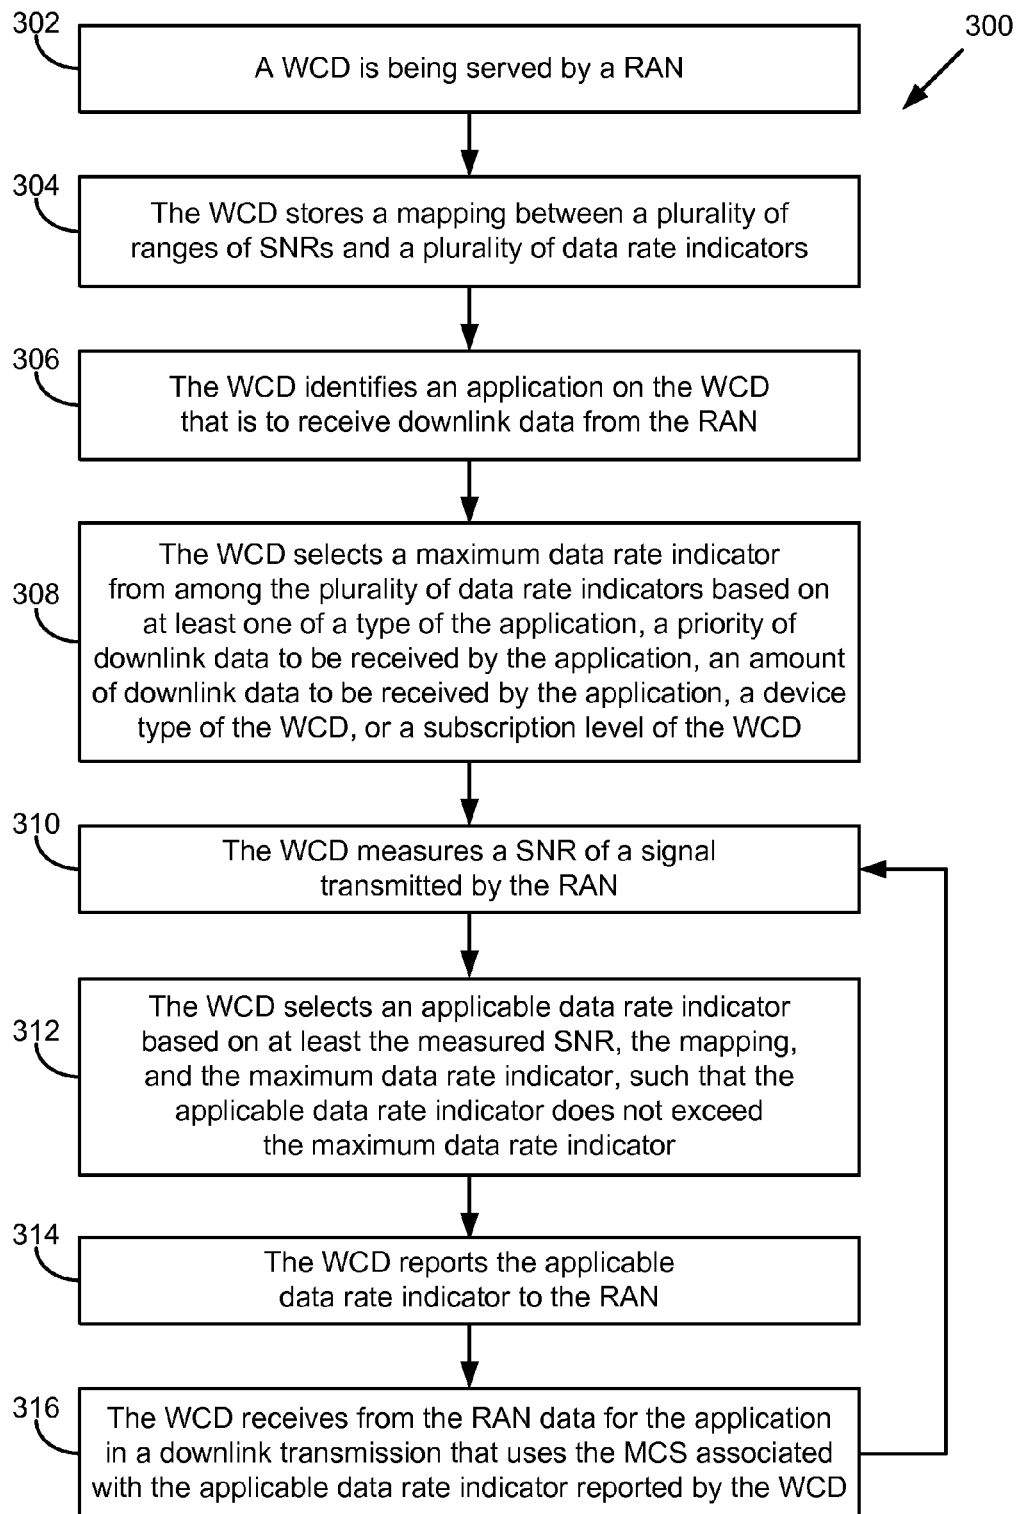 302
300
A WCD is being served by a RAN
304
The WCD stores a mapping between a plurality of
ranges of SNRs and a plurality of data rate indicators
306
The WCD identifies an application on the WCD
that is to receive downlink data from the RAN
308
The WCD selects a maximum data rate indicator
from among the plurality of data rate indicators based on
at least one of a type of the application, a priority of
downlink data to be received by the application, an amount
of downlink data to be received by the application, a device
type of the WCD, or a subscription level of the WCD
310
The WCD measures a SNR of a signal
transmitted by the RAN
312
The WCD selects an applicable data rate indicator
based on at least the measured SNR, the mapping,
and the maximum data rate indicator, such that the
applicable data rate indicator does not exceed
the maximum data rate indicator
314
The WCD reports the applicable
data rate indicator to the RAN
316
The WCD receives from the RAN data for the application
in a downlink transmission that uses the MCS associated
with the applicable data rate indicator reported by the WCD